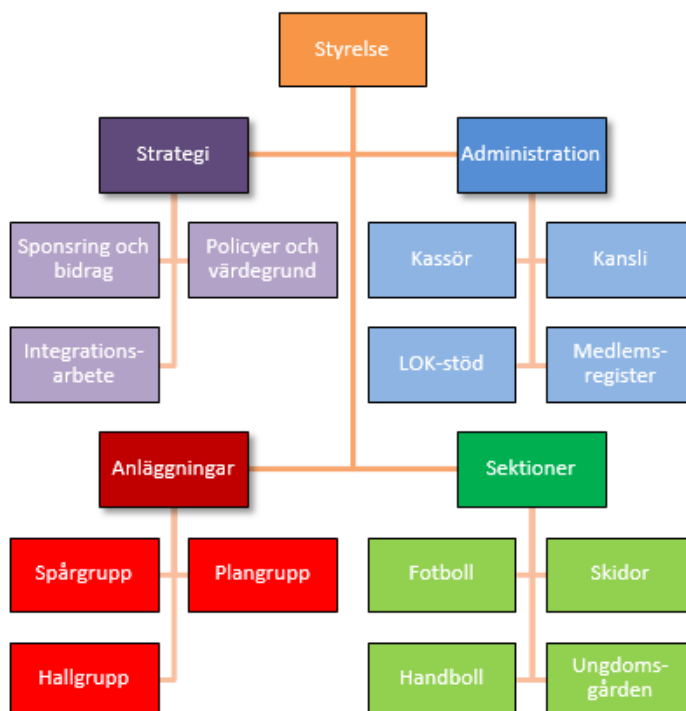 Styrelse
Strategi
Administration
Sponsring och
bidrag
Policyer och
värdegrund
Kassör
Kansli
Integrations-
arbete
LOK-stöd
Medlems-
register
Anläggningar
Sektioner
Spårgrupp
Plangrupp
Fotboll
Skidor
Hallgrupp
Handboll
Ungdoms-
gården